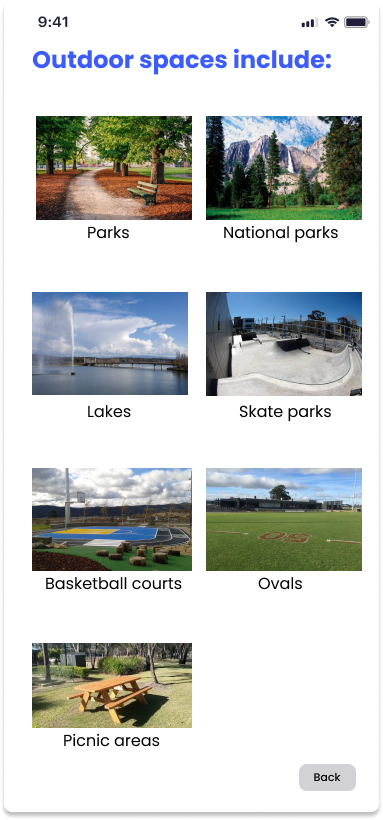 9:41
Outdoor spaces include:
Parks
National parks
Lakes
Skate parks
Basketball courts
Ovals
Picnic areas
Back